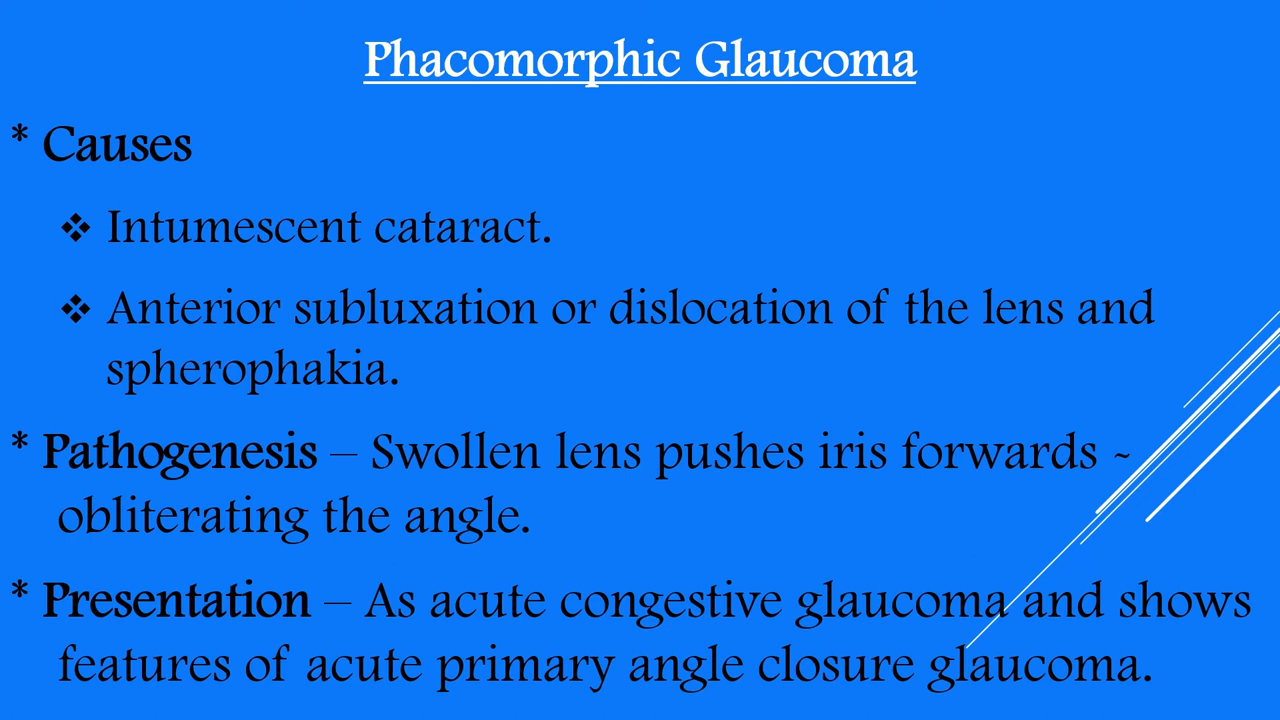 Phacomorphic Glaucoma
* Causes
❖ Intumescent cataract.
❖ Anterior subluxation or dislocation of the lens and
spherophakia.
* Pathogenesis – Swollen lens pushes iris forwards ~
obliterating the angle.
* Presentation – As acute congestive glaucoma and shows
features of acute primary angle closure glaucoma.